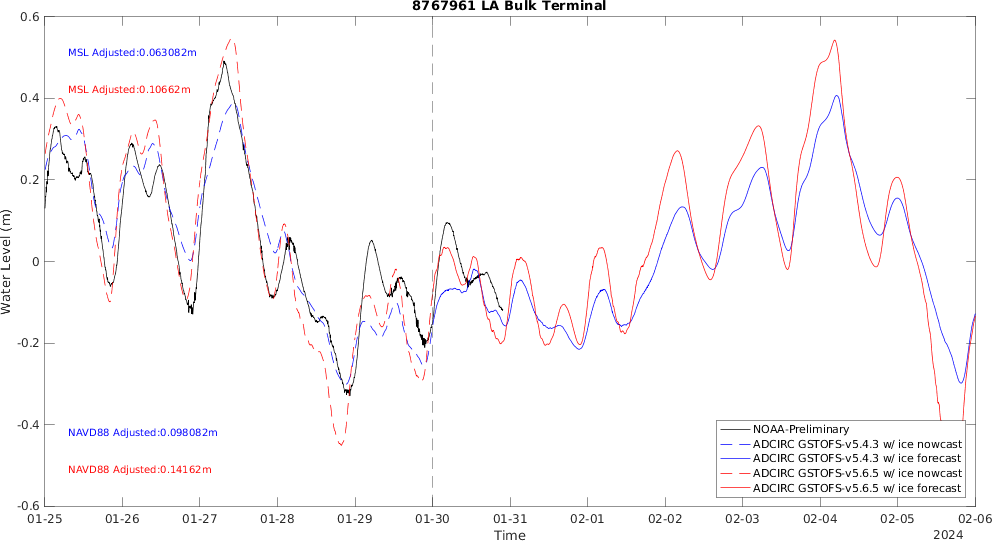 8767961 LA Bulk Terminal
0.6
MSL Adjusted:0.063082m
MSL Adjusted:0.10662m
0.4
0.2
0
-0.2
-0.4
-0.6
Water Level (m)
NAVD88 Adjusted:0.098082m
NAVD88 Adjusted:0.14162m
NOAA-Preliminary
ADCIRC GSTOFS-v5.4.3 w/ ice nowcast
ADCIRC GSTOFS-v5.4.3 w/ ice forecast
ADCIRC GSTOFS-v5.6.5 w/ ice nowcast
ADCIRC GSTOFS-v5.6.5 w/ ice forecast
01-25 01-26 01-27 01-28 01-29 01-30 01-31 02-01 02-02 02-03 02-04 02-05 02-06
Time
2024